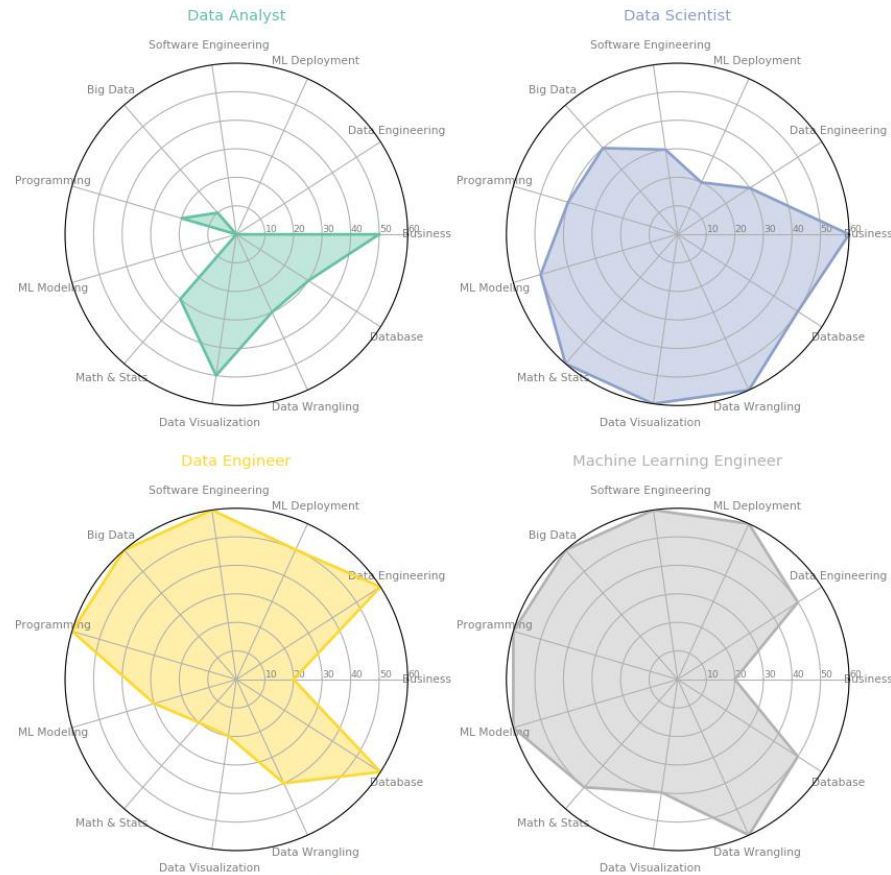 Data Analyst
Software Engineering
ML Deployment
Big Data
Data Engineering
Programming
10 20 30 40 50 60
Business
ML Modeling
Database
Math & Stats
Data Wrangling
Data Visualization
Data Scientist
Software Engineering
ML Deployment
Big Data
Data Engineering
Programming
10 20 30 40 50 60
Business
ML Modeling
Database
Math & Stats
Data Wrangling
Data Visualization
Data Engineer
Software Engineering
ML Deployment
Big Data
Data Engineering
Programming
10 20 30 40 50 60
Business
ML Modeling
Database
Math & Stats
Data Wrangling
Data Visualization
Machine Learning Engineer
Software Engineering
ML Deployment
Big Data
Data Engineering
Programming
10 20 30 40 50 60
Business
ML Modeling
Database
Math & Stats
Data Wrangling
Data Visualization